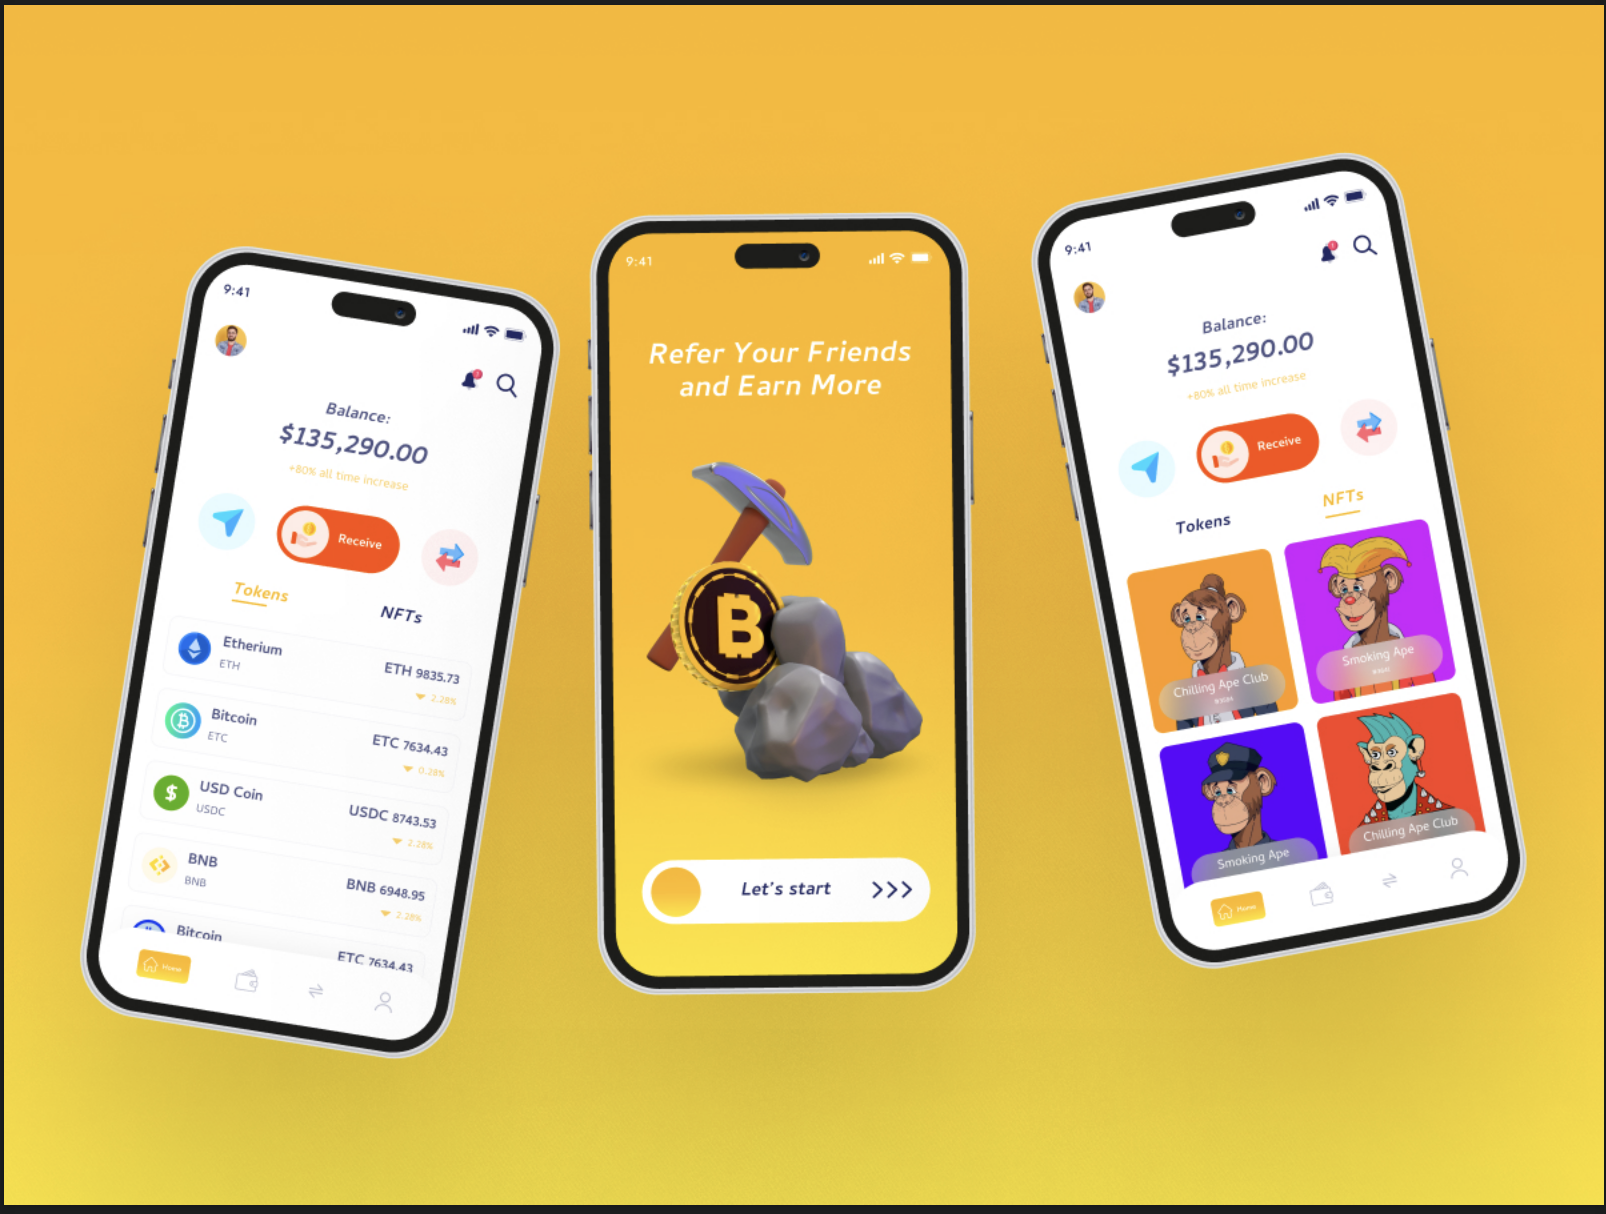 9:41
Balance:
$135,290.00
+80% all time increase
Receive
Tokens
NFTs
Etherium
ETH
ETH 9835.73
2.28%
Bitcoin
ETC
ETC 7634.43
0.28%
USD Coin
USDC
USDC 8743.53
2.28%
BNB
BNB
BNB 6948.95
2.28%
Bitcoin
ETC 7634.43
Home
9:41
Refer Your Friends
and Earn More
Let's start
9:41
Balance:
$135,290.00
+80% all time increase
Receive
Tokens
NFTs
Chilling Ape Club
Smoking Ape
Smoking Ape
Chilling Ape Club
Home